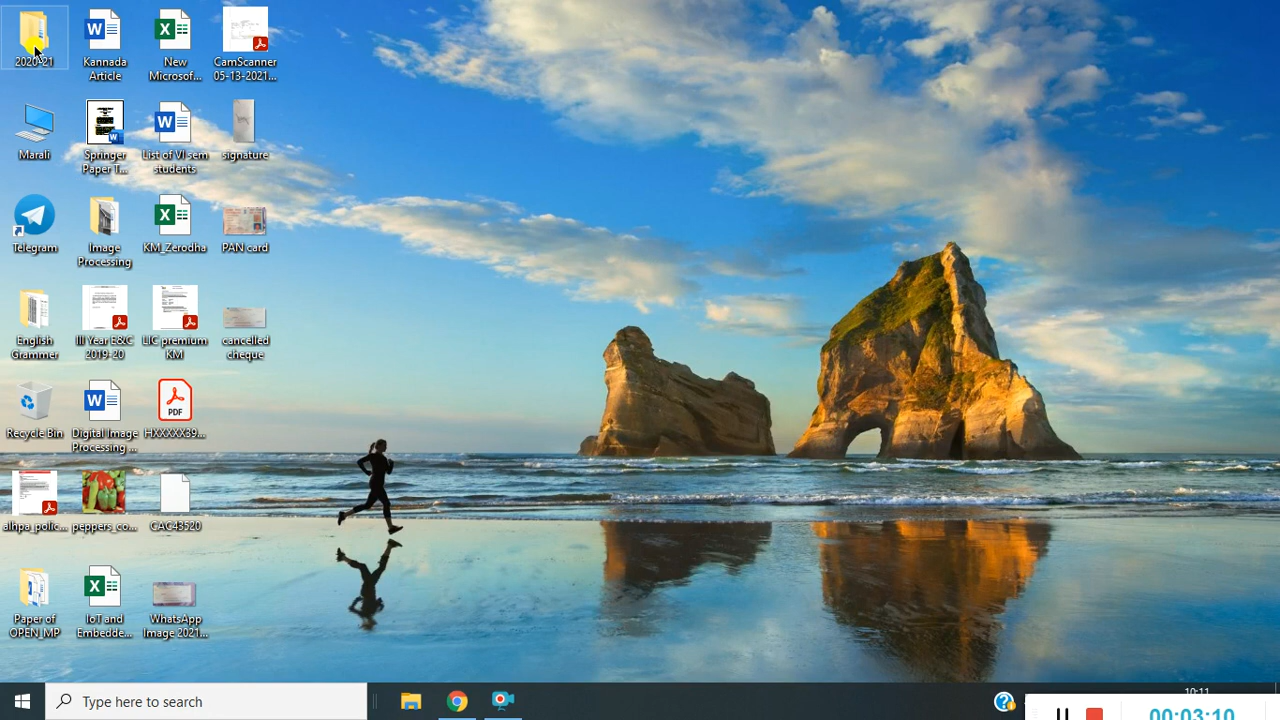 2020-21
Kannada
Article
New
Microsof...
CamScanner
05-13-2021...
Marali
Springer
Paper T...
List of VI sem
students
signature
Telegram
Image
Processing
KM_Zerodha
PAN card
English
Grammer
III Year E&C
2019-20
LIC premium
KM
cancelled
cheque
Recycle Bin
Digital Image
Processing ...
PDF
HXXXXX39...
alhpa_polic...
peppers_co...
CAC43520
Paper of
OPEN_MP
IoT and
Embedde...
WhatsApp
Image 2021...
Type here to search
10:11
00:03:10